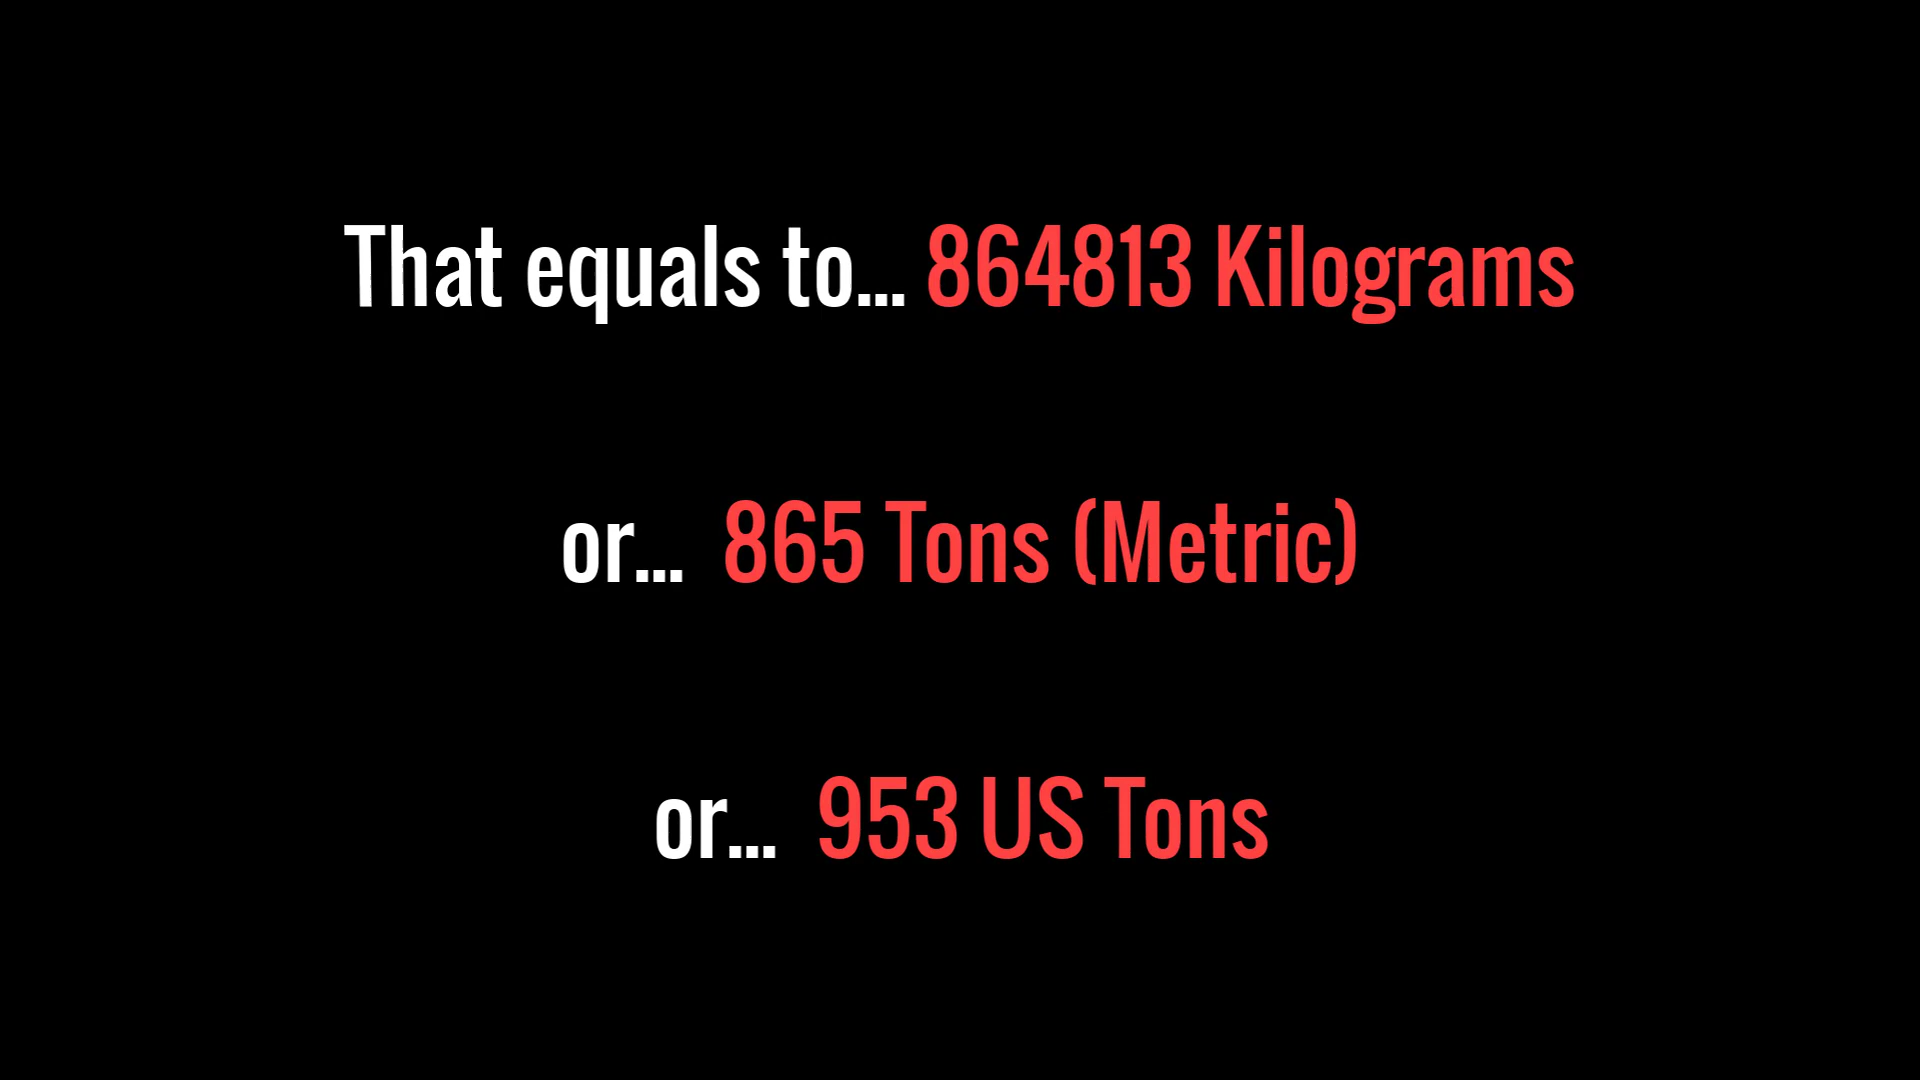 That equals to... 864813 Kilograms
or... 865 Tons (Metric)
or... 953 US Tons